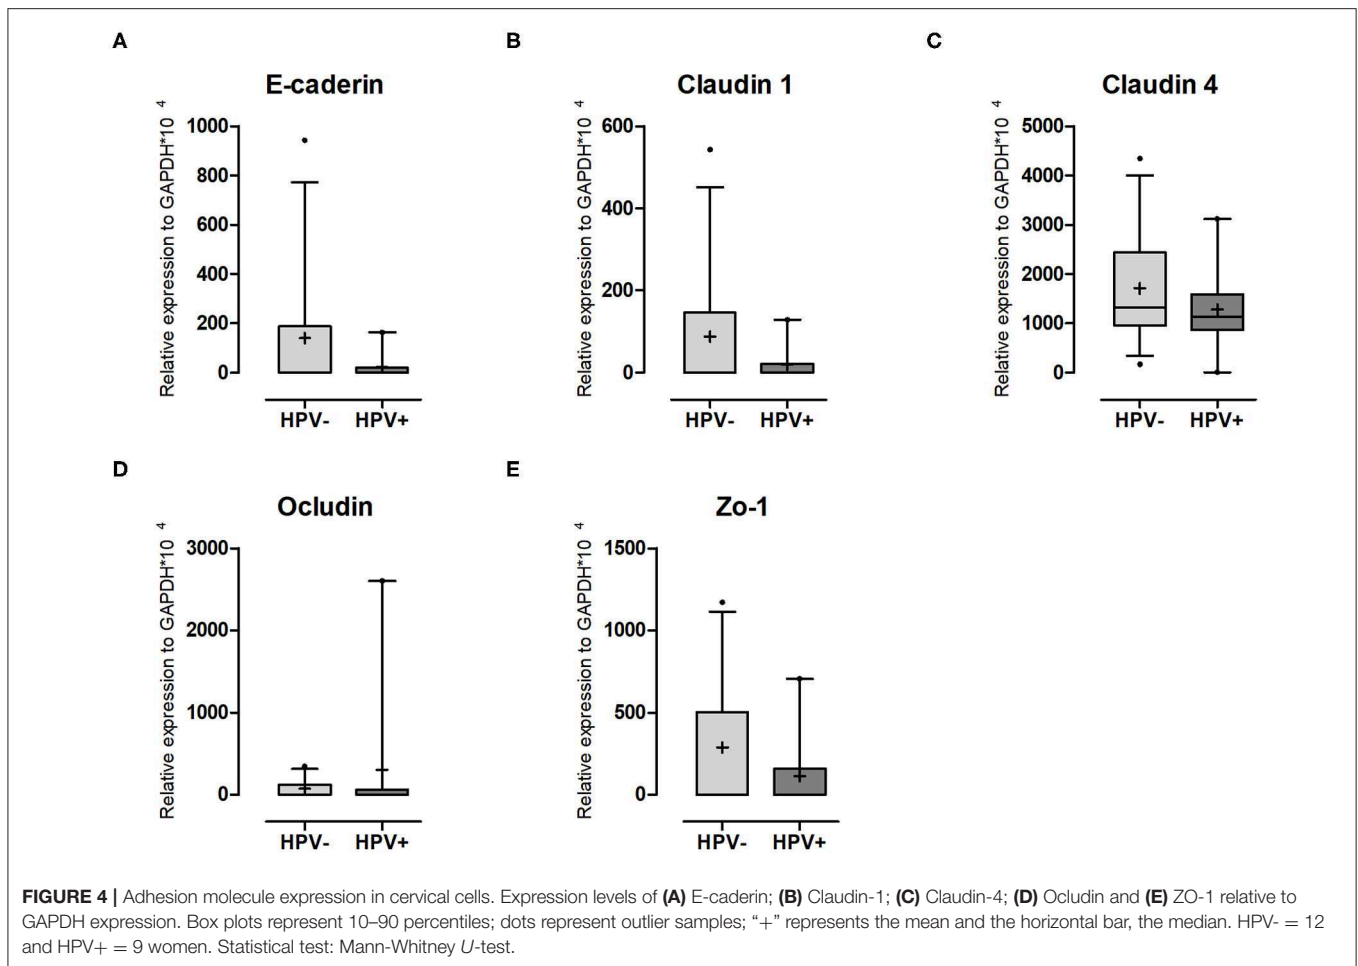 A
E-caderin
Relative expression to GAPDH*10 4
1000
800
600
400
200
0
HPV- HPV+
B
Claudin 1
Relative expression to GAPDH*10 4
600
400
200
0
HPV- HPV+
C
Claudin 4
Relative expression to GAPDH*10 4
5000
4000
3000
2000
1000
0
HPV- HPV+
D
Ocludin
Relative expression to GAPDH*10 4
3000
2000
1000
0
HPV- HPV+
E
Zo-1
Relative expression to GAPDH*10 4
1500
1000
500
0
HPV- HPV+
FIGURE 4 | Adhesion molecule expression in cervical cells. Expression levels of (A) E-caderin; (B) Claudin-1; (C) Claudin-4; (D) Ocludin and (E) ZO-1 relative to
GAPDH expression. Box plots represent 10–90 percentiles; dots represent outlier samples; “+” represents the mean and the horizontal bar, the median. HPV- = 12
and HPV+ = 9 women. Statistical test: Mann-Whitney U-test.